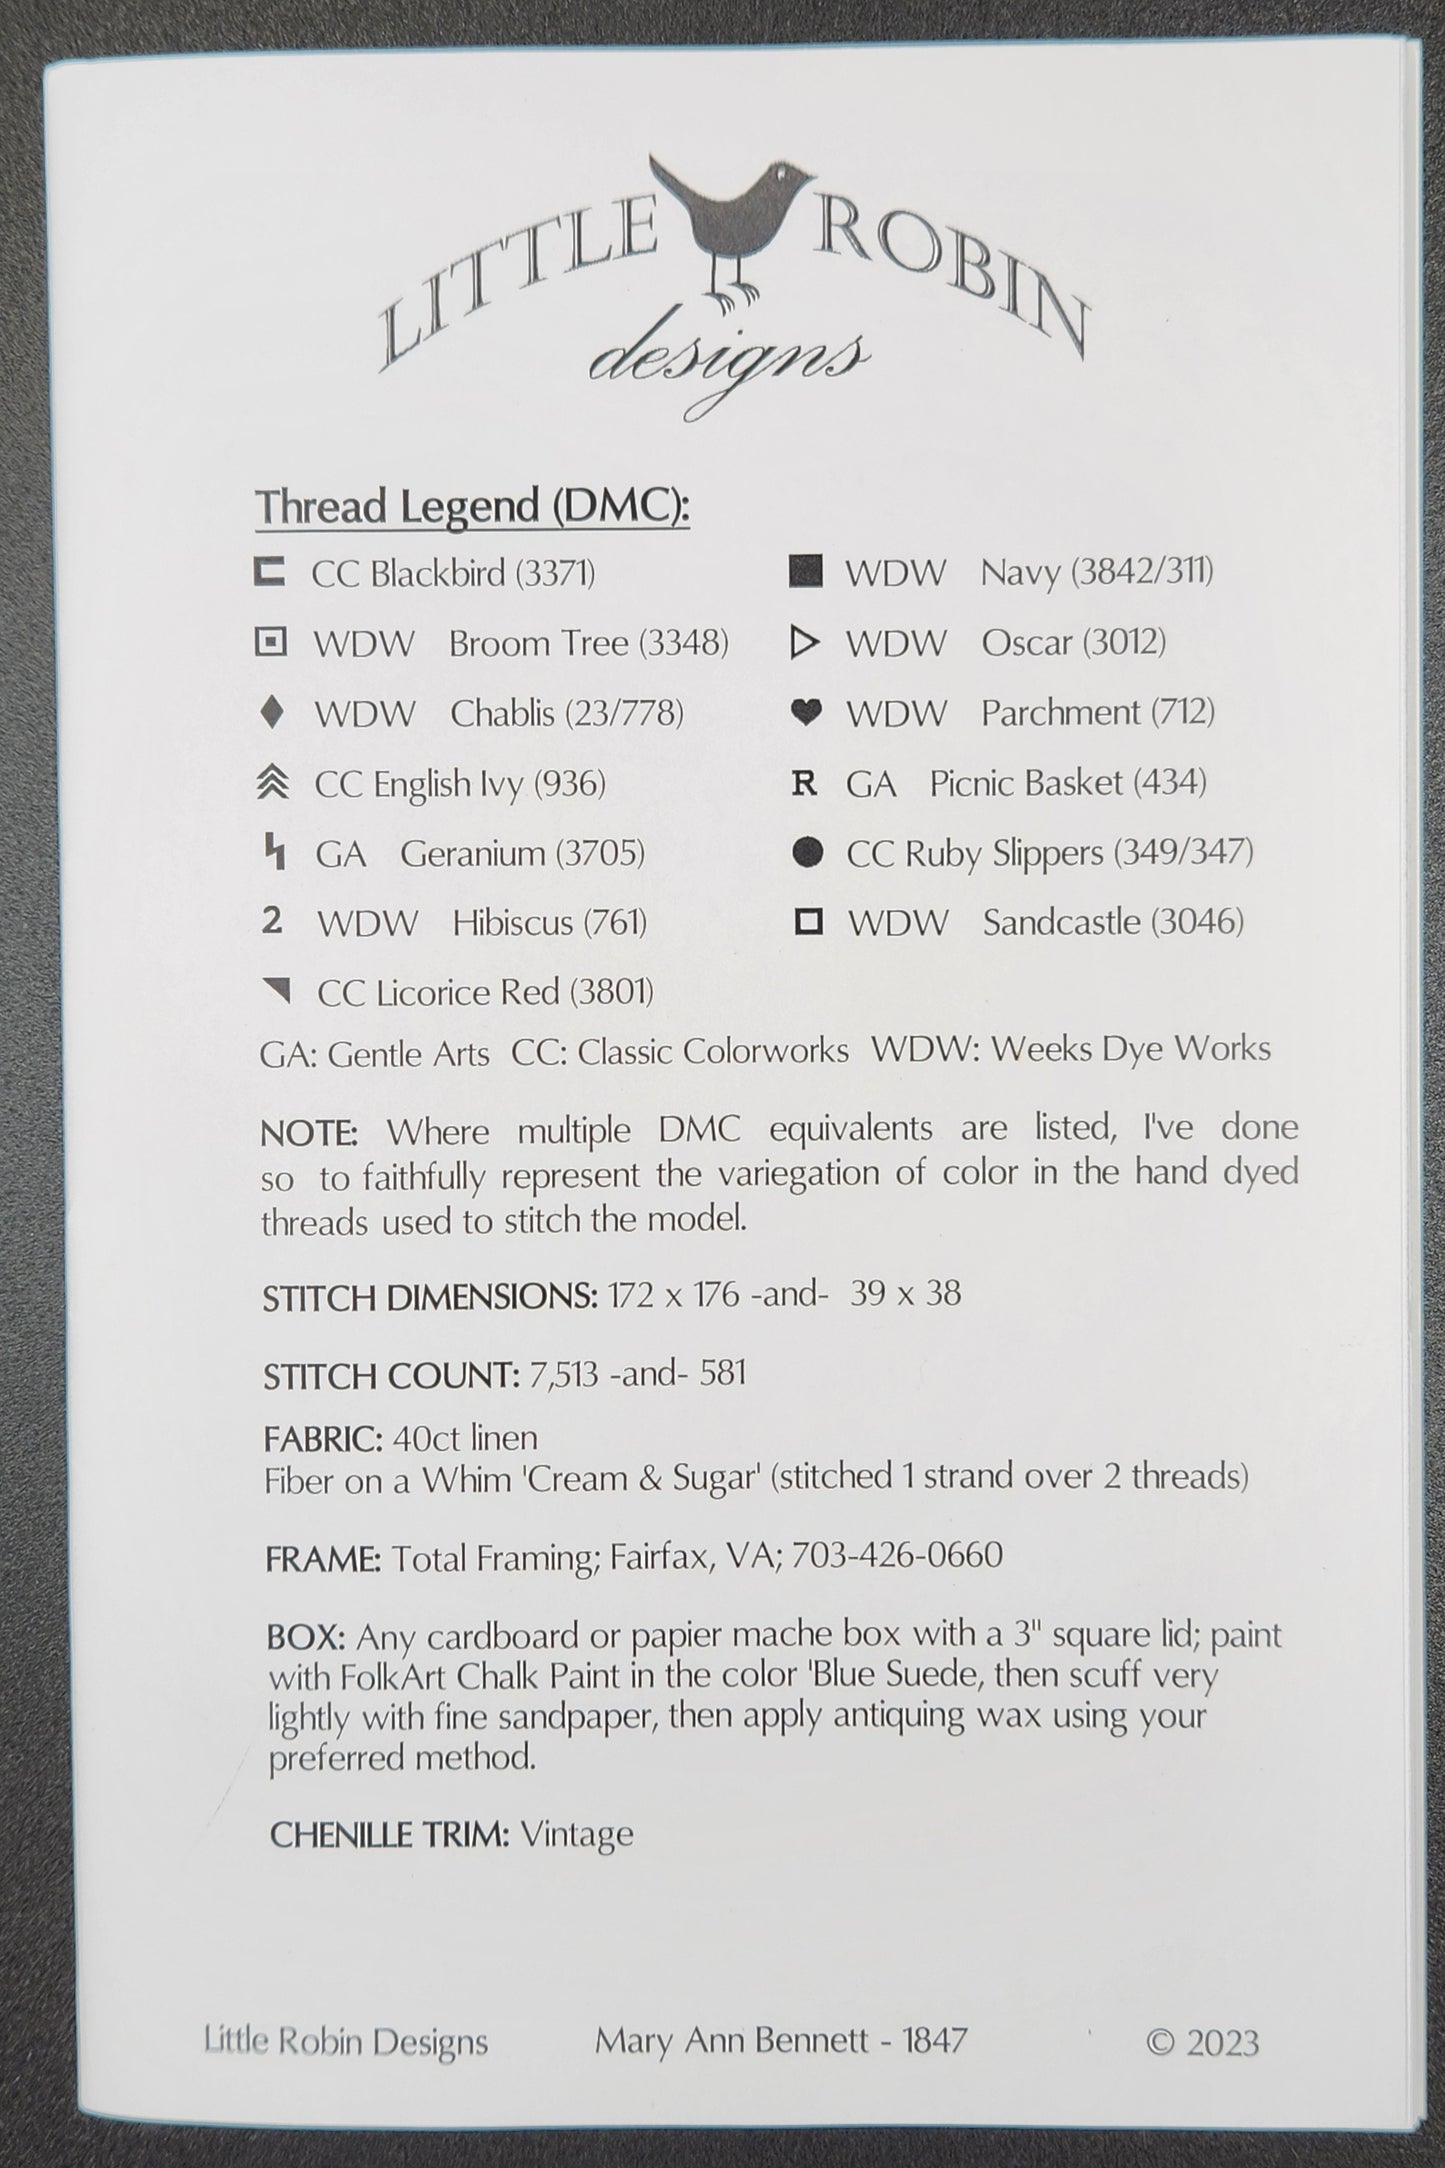 LITTLE ROBIN
designs
Thread Legend (DMC):
CC Blackbird (3371)
WDW Broom Tree (3348)
WDW Chablis (23/778)
CC English Ivy (936)
GA Geranium (3705)
2 WDW Hibiscus (761)
CC Licorice Red (3801)
WDW Navy (3842/311)
WDW Oscar (3012)
WDW Parchment (712)
R GA Picnic Basket (434)
CC Ruby Slippers (349/347)
WDW Sandcastle (3046)
GA: Gentle Arts CC: Classic Colorworks WDW: Weeks Dye Works
NOTE: Where multiple DMC equivalents are listed, I've done
so to faithfully represent the variegation of color in the hand dyed
threads used to stitch the model.
STITCH DIMENSIONS: 172 x 176 -and- 39 x 38
STITCH COUNT: 7,513 -and- 581
FABRIC: 40ct linen
Fiber on a Whim 'Cream & Sugar' (stitched 1 strand over 2 threads)
FRAME: Total Framing; Fairfax, VA; 703-426-0660
BOX: Any cardboard or papier mache box with a 3" square lid; paint
with FolkArt Chalk Paint in the color 'Blue Suede, then scuff very
lightly with fine sandpaper, then apply antiquing wax using your
preferred method.
CHENILLE TRIM: Vintage
Little Robin Designs Mary Ann Bennett - 1847 © 2023